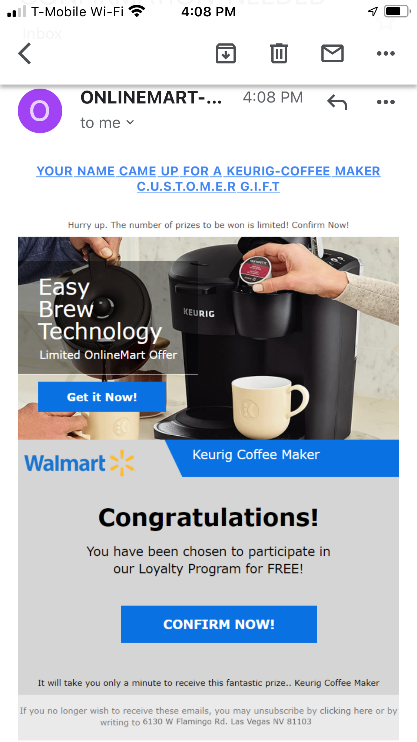 T-Mobile Wi-Fi 4:08 PM
Inbox
O
ONLINEMART-... 4:08 PM
to me
YOUR NAME CAME UP FOR A KEURIG-COFFEE MAKER
C.U.S.T.O.M.E.R G.I.F.T
Hurry up. The number of prizes to be won is limited! Confirm Now!
Easy
Brew
Technology
Limited OnlineMart Offer
Get it Now!
KEURIG
Walmart
Keurig Coffee Maker
Congratulations!
You have been chosen to participate in
our Loyalty Program for FREE!
CONFIRM NOW!
It will take you only a minute to receive this fantastic prize.. Keurig Coffee Maker
If you no longer wish to receive these emails, you may unsubscribe by clicking here or by
writing to 6130 W Flamingo Rd. Las Vegas NV 81103